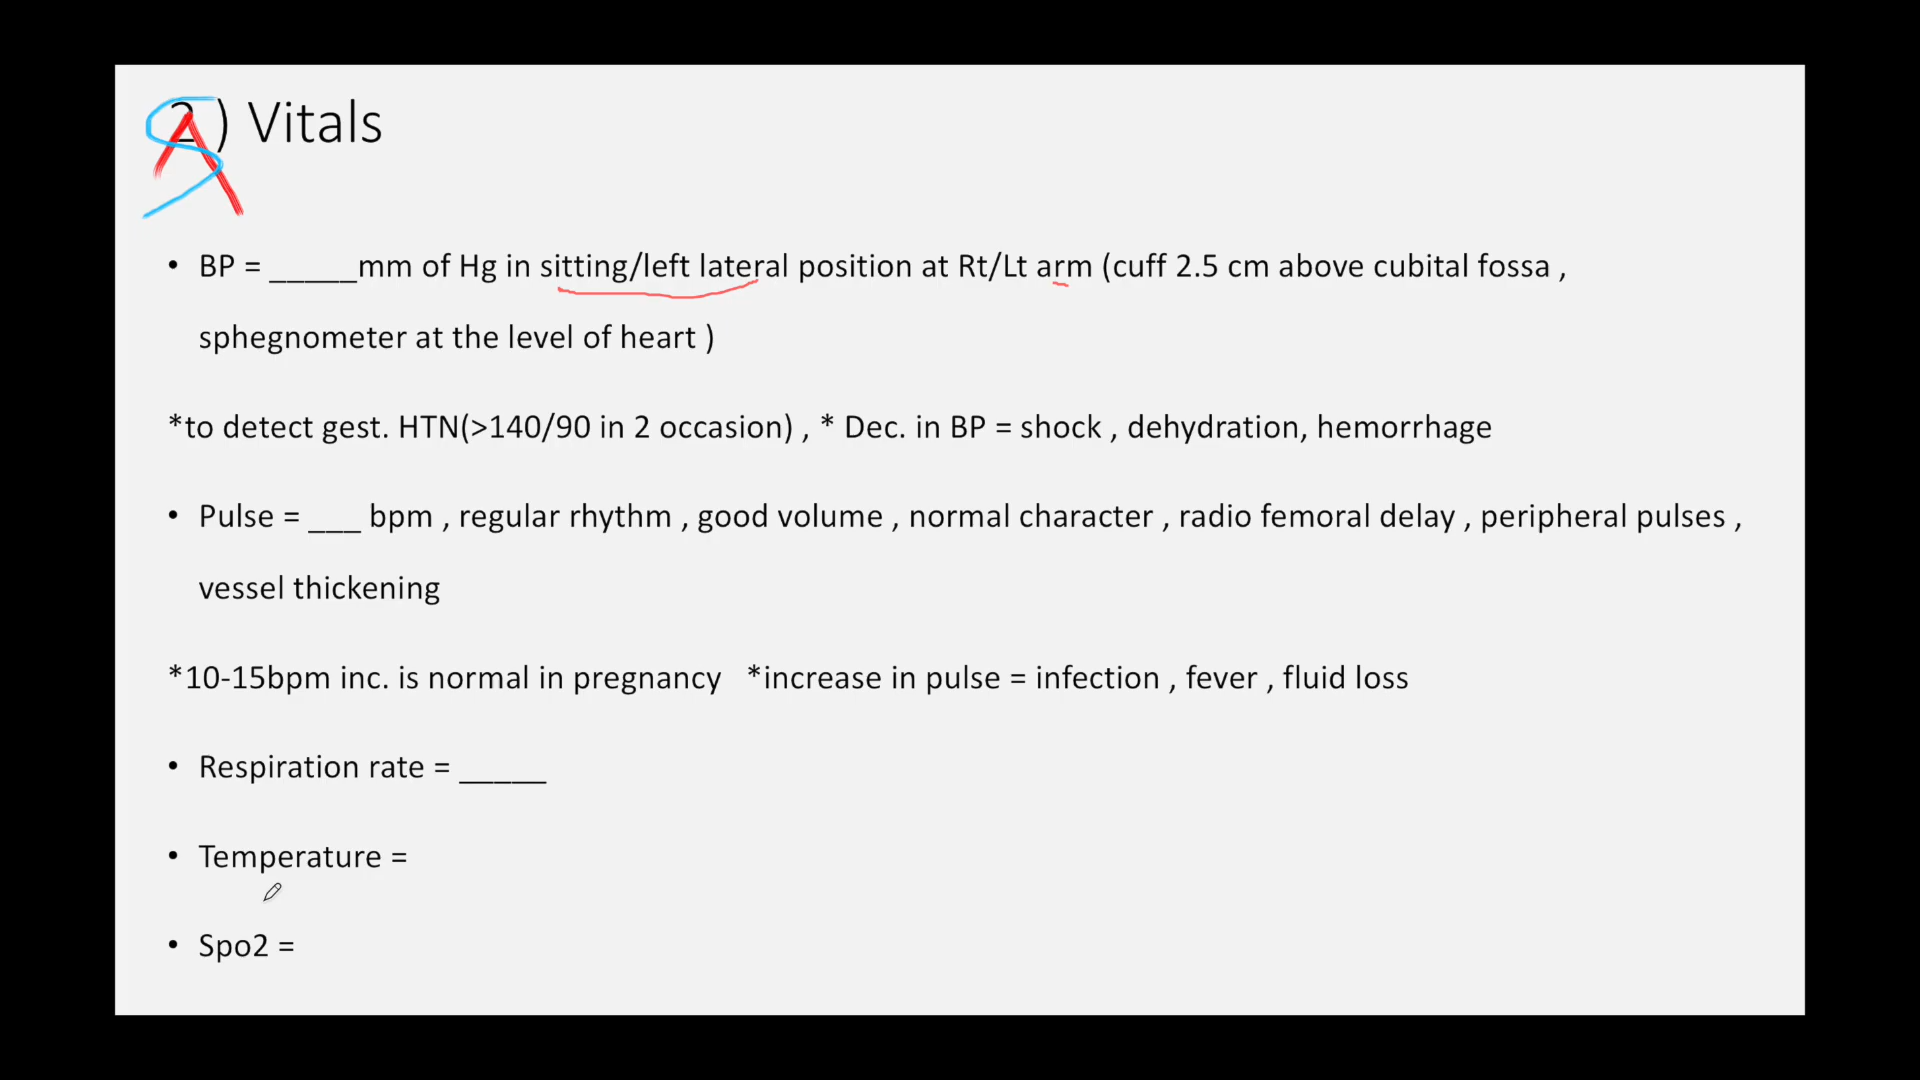 2) Vitals
• BP = _____mm of Hg in sitting/left lateral position at Rt/Lt arm (cuff 2.5 cm above cubital fossa ,
sphegnometer at the level of heart )
*to detect gest. HTN(>140/90 in 2 occasion) , * Dec. in BP = shock , dehydration, hemorrhage
• Pulse = ___ bpm , regular rhythm , good volume , normal character , radio femoral delay , peripheral pulses ,
vessel thickening
*10-15bpm inc. is normal in pregnancy *increase in pulse = infection , fever , fluid loss
• Respiration rate = _____
• Temperature =
• Spo2 =